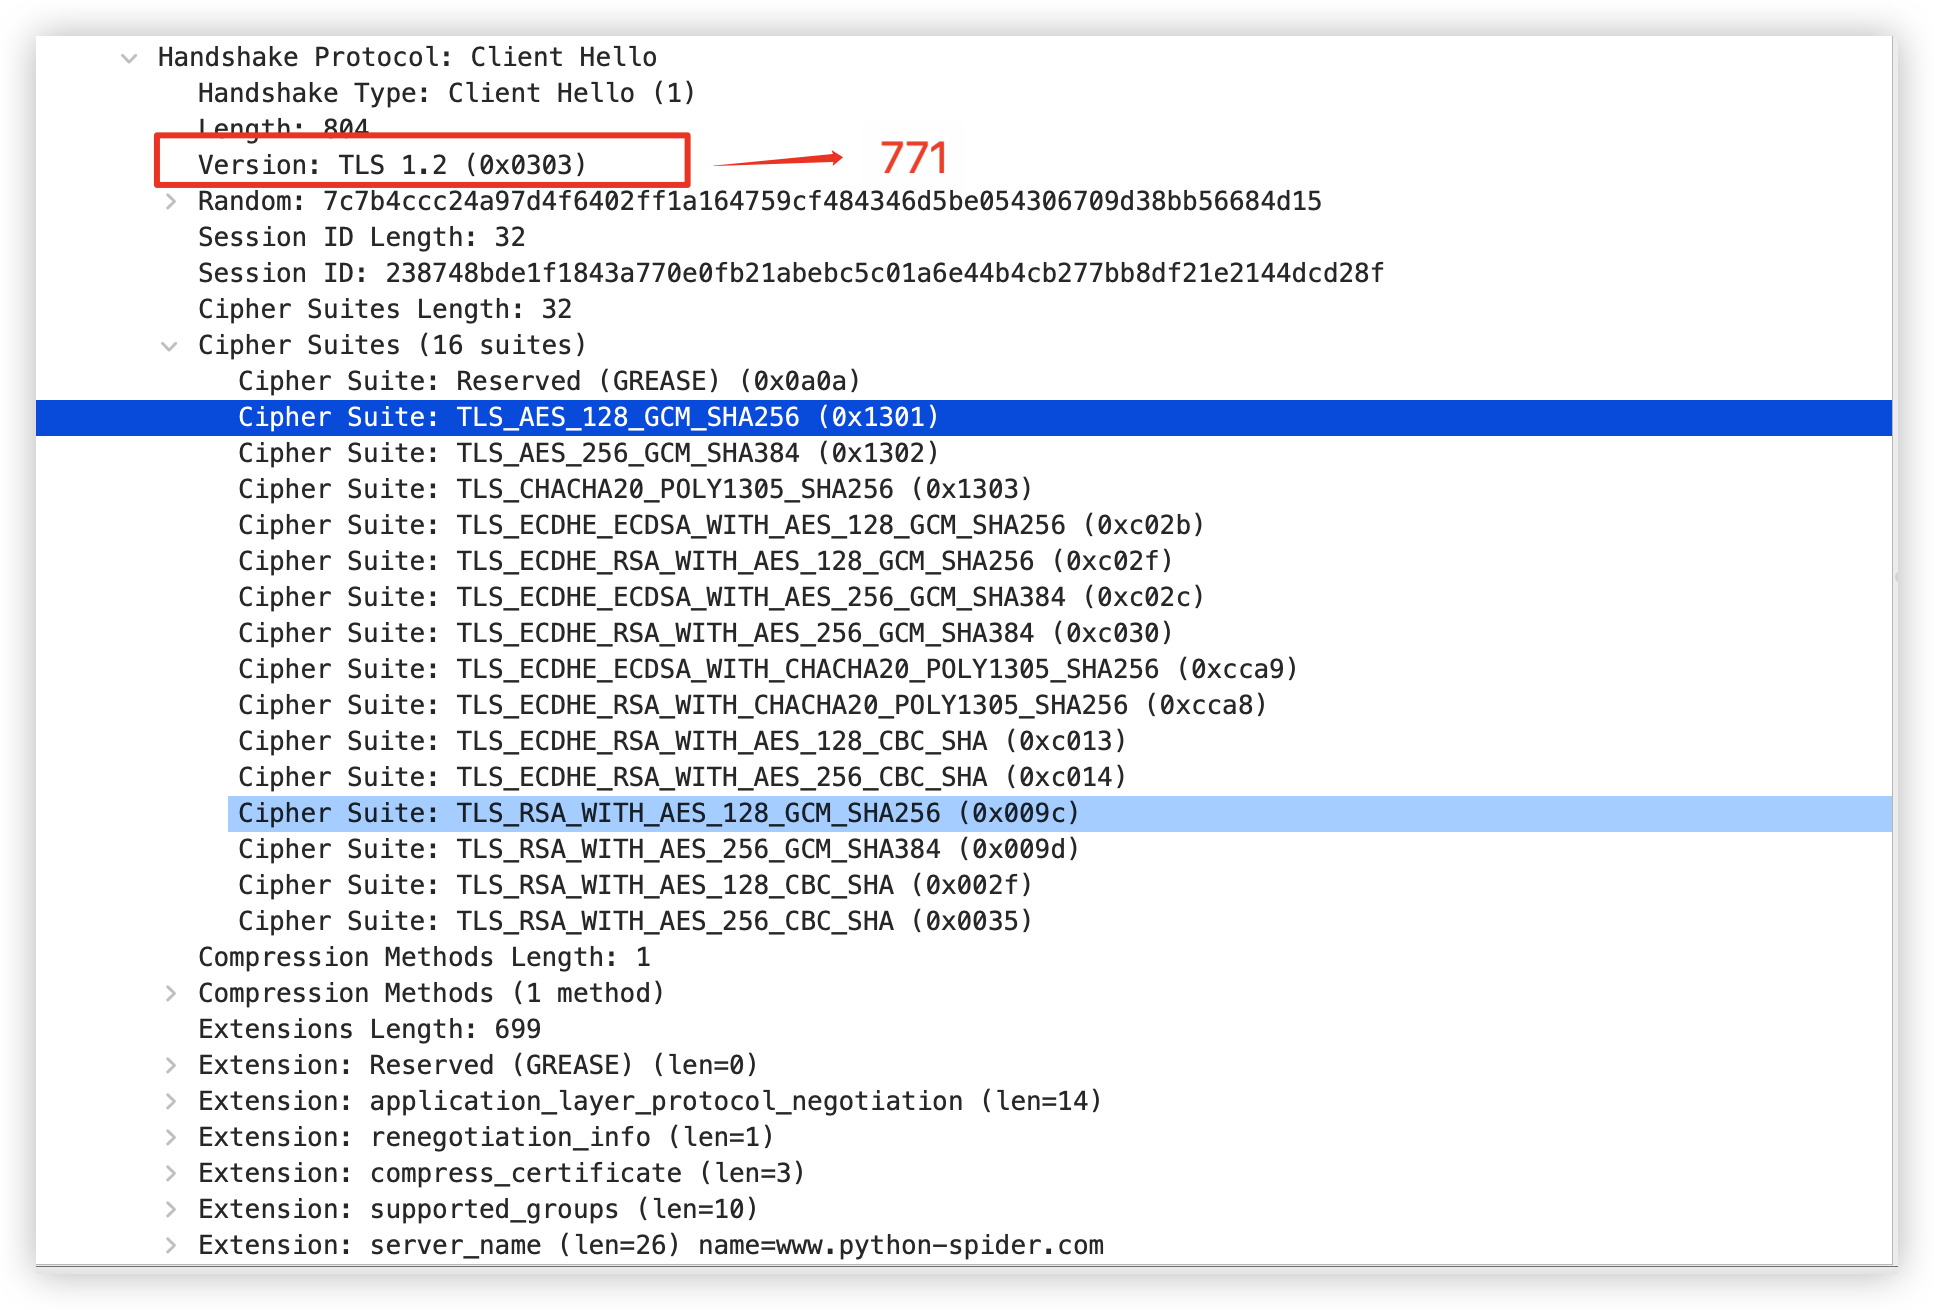 Handshake Protocol: Client Hello
Handshake Type: Client Hello (1)
Length: 804
Version: TLS 1.2 (0x0303)
771
Random: 7c7b4ccc24a97d4f6402ff1a164759cf484346d5be054306709d38bb56684d15
Session ID Length: 32
Session ID: 238748bde1f1843a770e0fb21abebc5c01a6e44b4cb277bb8df21e2144dcd28f
Cipher Suites Length: 32
Cipher Suites (16 suites)
Cipher Suite: Reserved (GREASE) (0x0a0a)
Cipher Suite: TLS_AES_128_GCM_SHA256 (0x1301)
Cipher Suite: TLS_AES_256_GCM_SHA384 (0x1302)
Cipher Suite: TLS_CHACHA20_POLY1305_SHA256 (0x1303)
Cipher Suite: TLS_ECDHE_ECDSA_WITH_AES_128_GCM_SHA256 (0xc02b)
Cipher Suite: TLS_ECDHE_RSA_WITH_AES_128_GCM_SHA256 (0xc02f)
Cipher Suite: TLS_ECDHE_ECDSA_WITH_AES_256_GCM_SHA384 (0xc02c)
Cipher Suite: TLS_ECDHE_RSA_WITH_AES_256_GCM_SHA384 (0xc030)
Cipher Suite: TLS_ECDHE_ECDSA_WITH_CHACHA20_POLY1305_SHA256 (0xcca9)
Cipher Suite: TLS_ECDHE_RSA_WITH_CHACHA20_POLY1305_SHA256 (0xcca8)
Cipher Suite: TLS_ECDHE_RSA_WITH_AES_128_CBC_SHA (0xc013)
Cipher Suite: TLS_ECDHE_RSA_WITH_AES_256_CBC_SHA (0xc014)
Cipher Suite: TLS_RSA_WITH_AES_128_GCM_SHA256 (0x009c)
Cipher Suite: TLS_RSA_WITH_AES_256_GCM_SHA384 (0x009d)
Cipher Suite: TLS_RSA_WITH_AES_128_CBC_SHA (0x002f)
Cipher Suite: TLS_RSA_WITH_AES_256_CBC_SHA (0x0035)
Compression Methods Length: 1
Compression Methods (1 method)
Extensions Length: 699
Extension: Reserved (GREASE) (len=0)
Extension: application_layer_protocol_negotiation (len=14)
Extension: renegotiation_info (len=1)
Extension: compress_certificate (len=3)
Extension: supported_groups (len=10)
Extension: server_name (len=26) name=www.python-spider.com